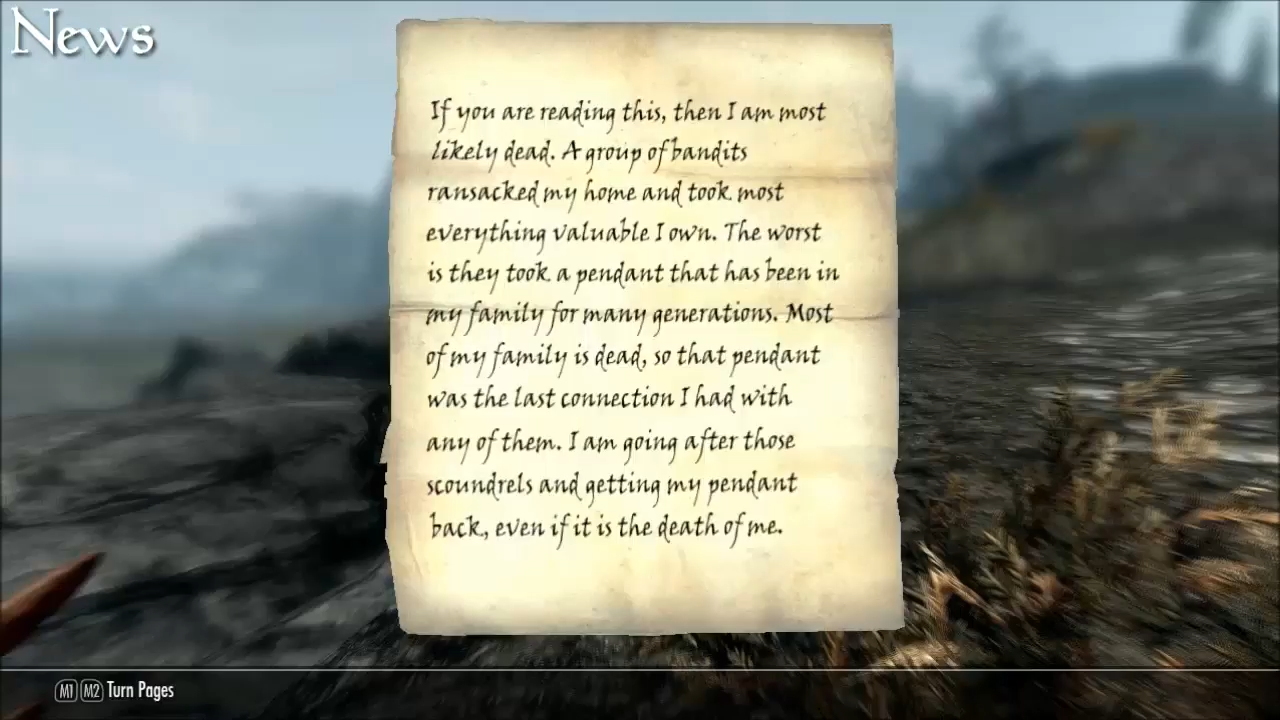 News
If you are reading this, then I am most
likely dead. A group of bandits
ransacked my home and took most
everything valuable I own. The worst
is they took a pendant that has been in
my family for many generations. Most
of my family is dead, so that pendant
was the last connection I had with
any of them. I am going after those
scoundrels and getting my pendant
back, even if it is the death of me.
M1 M2 Turn Pages